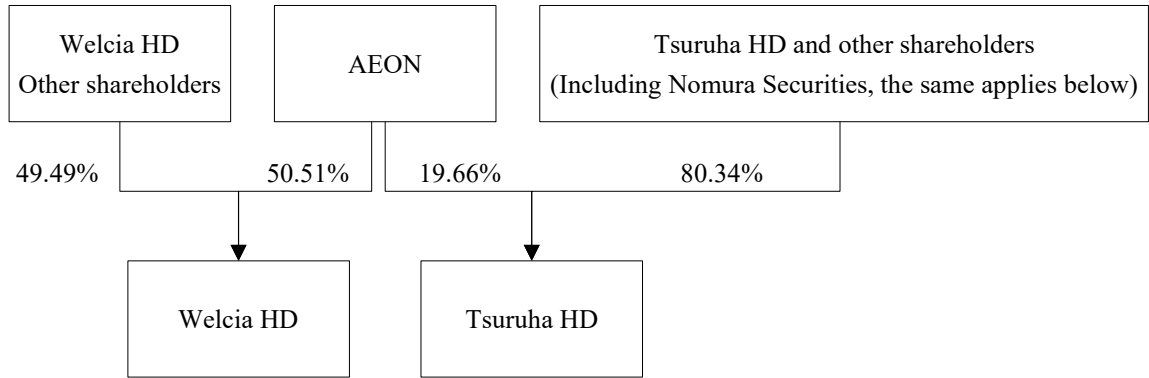 Welcia HD
Other shareholders
AEON
Tsuruha HD and other shareholders
(Including Nomura Securities, the same applies below)
49.49%
50.51%
19.66%
80.34%
Welcia HD
Tsuruha HD